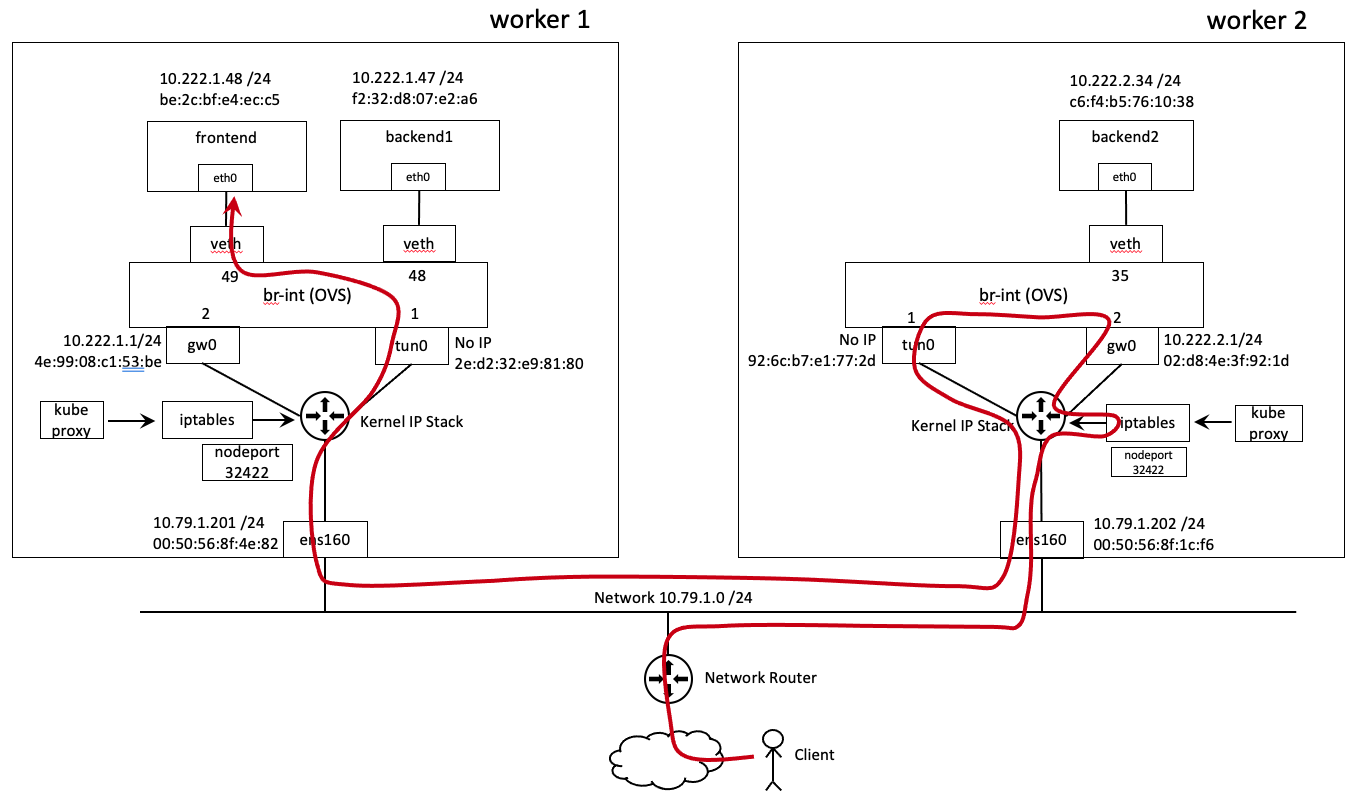 worker 1
worker 2
10.222.1.48 /24
be:2c:bf:e4:ec:c5
10.222.1.47 /24
f2:32:d8:07:e2:a6
10.222.2.34 /24
c6:f4:b5:76:10:38
frontend
eth0
backend1
eth0
backend2
eth0
veth
veth
veth
49
48
br-int (OVS)
2
1
35
br-int (OVS)
1
2
10.222.1.1/24
4e:99:08:c1:53:be
gw0
tun0
No IP
2e:d2:32:e9:81:80
No IP
92:6c:b7:e1:77:2d
tun0
gw0
10.222.2.1/24
02:d8:4e:3f:92:1d
kube
proxy
iptables
Kernel IP Stack
nodeport
32422
Kernel IP Stack
iptables
kube
proxy
nodeport
32422
10.79.1.201 /24
00:50:56:8f:4e:82
ens160
ens160
10.79.1.202 /24
00:50:56:8f:1c:f6
Network 10.79.1.0 /24
Network Router
Client